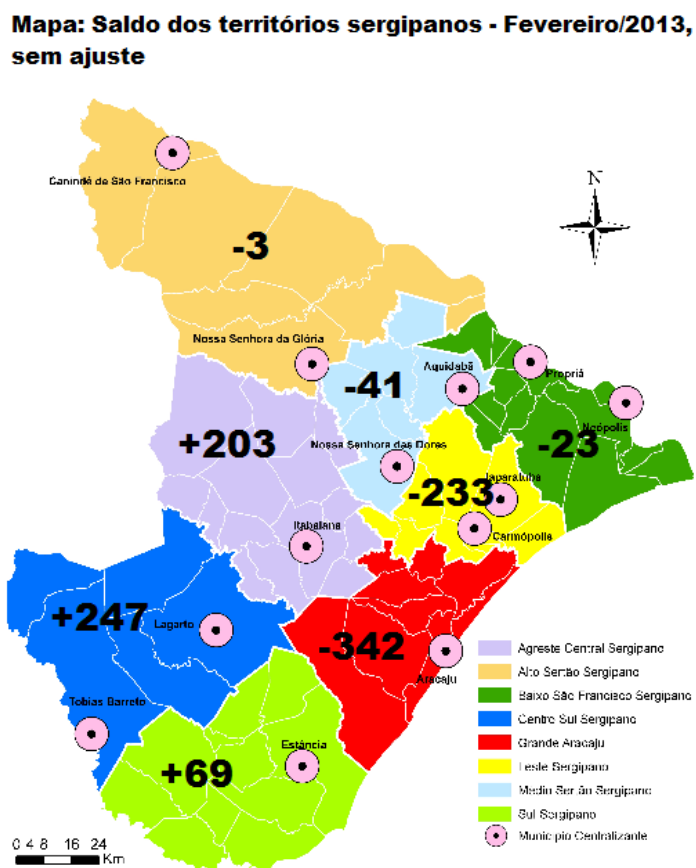 Mapa: Saldo dos territórios sergipanos - Fevereiro/2013,
sem ajuste
Canindé de São Francisco
N
-3
Nossa Senhora da Glória
Aquidabã
Propriá
-41
Neópolis
+203
-23
Nossa Senhora das Dores
Japaratuba
-233
Itabaiana
Carmópolis
+247
Lagarto
-342
Aracaju
Tobias Barreto
Estância
+69
Agreste Central Sergipano
Alto Sertão Sergipano
Baixo São Francisco Sergipano
Centro Sul Sergipano
Grande Aracaju
Leste Sergipano
Médio Sertão Sergipano
Sul Sergipano
Município Centralizante
0 4 8 16 24
Km